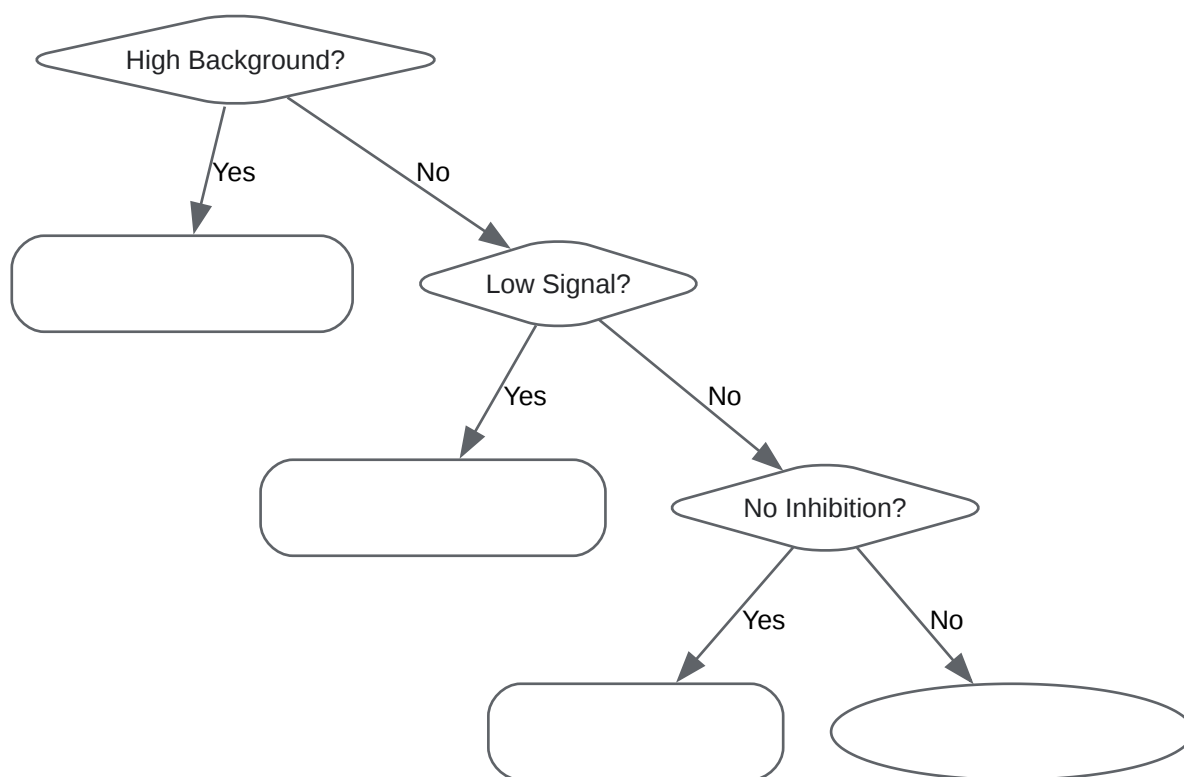 High Background?
Yes
No
Low Signal?
Yes
No
No Inhibition?
Yes
No